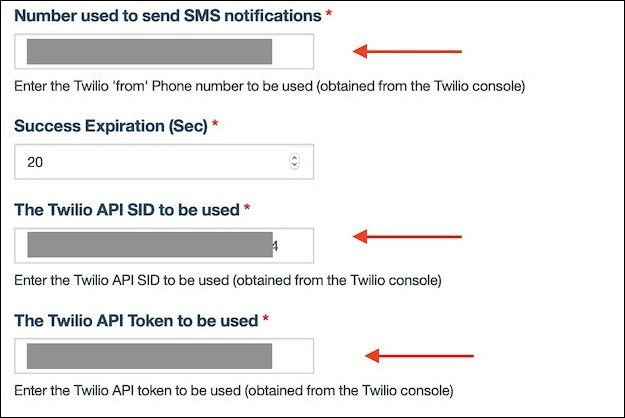 Number used to send SMS notifications *
Enter the Twilio 'from' Phone number to be used (obtained from the Twilio console)
Success Expiration (Sec) *
20
The Twilio API SID to be used *
4
Enter the Twilio API SID to be used (obtained from the Twilio console)
The Twilio API Token to be used *
Enter the Twilio API token to be used (obtained from the Twilio console)